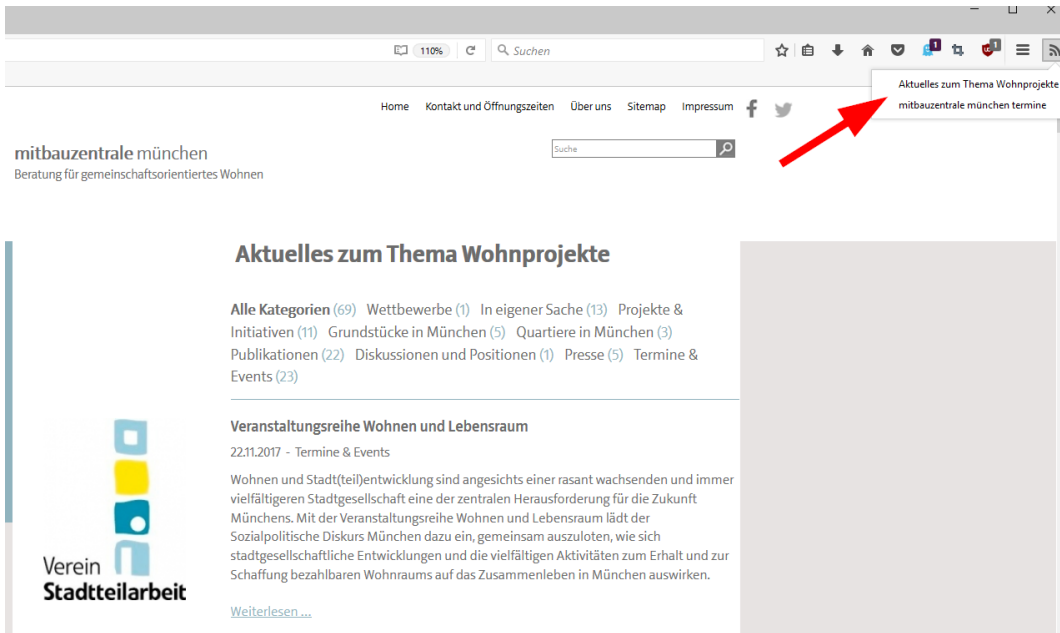 110%
Suchen
1
1
Aktuelles zum Thema Wohnprojekte
mitbauzentrale münchen termine
Home Kontakt und Öffnungszeiten Über uns Sitemap Impressum
mitbauzentrale münchen
Suche
Beratung für gemeinschaftsorientiertes Wohnen
Aktuelles zum Thema Wohnprojekte
Alle Kategorien (69) Wettbewerbe (1) In eigener Sache (13) Projekte &
Initiativen (11) Grundstücke in München (5) Quartiere in München (3)
Publikationen (22) Diskussionen und Positionen (1) Presse (5) Termine &
Events (23)
Veranstaltungsreihe Wohnen und Lebensraum
22.11.2017 - Termine & Events
Wohnen und Stadt(teil)entwicklung sind angesichts einer rasant wachsenden und immer
vielfältigeren Stadtgesellschaft eine der zentralen Herausforderung für die Zukunft
Münchens. Mit der Veranstaltungsreihe Wohnen und Lebensraum lädt der
Sozialpolitische Diskurs München dazu ein, gemeinsam auszuloten, wie sich
stadtgesellschaftliche Entwicklungen und die vielfältigen Aktivitäten zum Erhalt und zur
Schaffung bezahlbaren Wohnraums auf das Zusammenleben in München auswirken.
Weiterlesen ...
Verein
Stadtteilarbeit